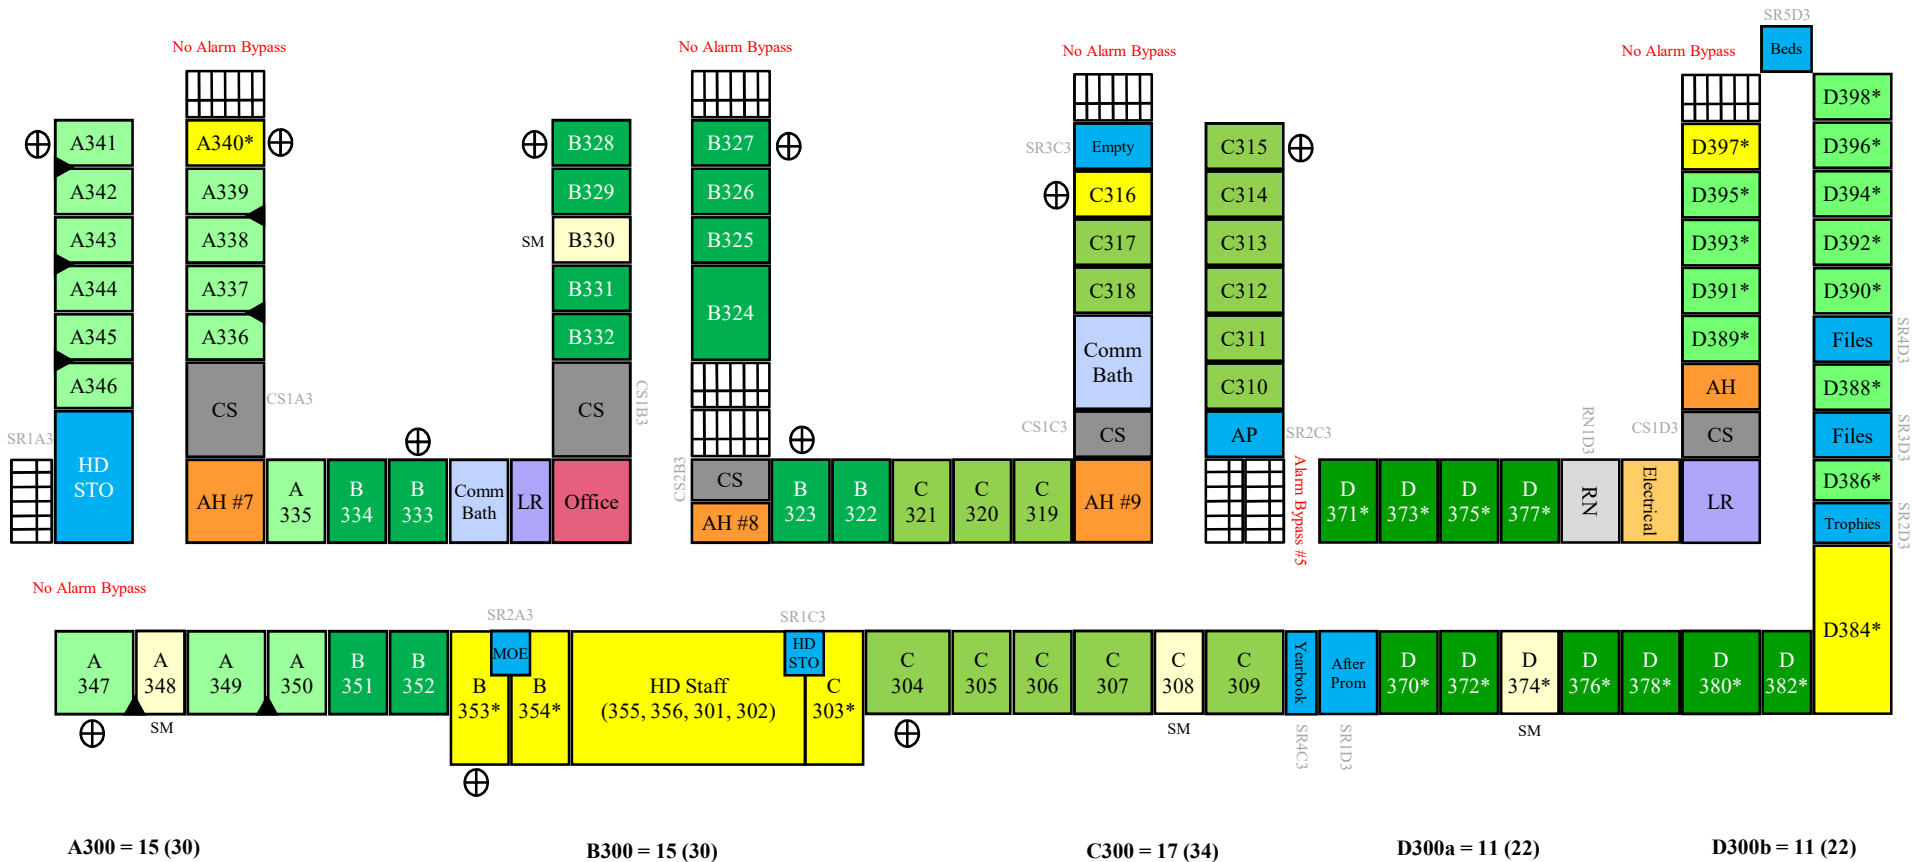 SR5D3
No Alarm Bypass
No Alarm Bypass
No Alarm Bypass
No Alarm Bypass
Beds
A341
A342
A343
A344
A345
A346
HD
STO
SR1A3
A340*
A339
A338
A337
A336
CS
CS1A3
AH #7
A
335
B
334
B
333
Comm
Bath
LR
Office
B328
B329
SM
B330
B331
B332
CS
CS1B3
B327
B326
B325
B324
CS2B3
CS
AH #8
B
323
B
322
C
321
C
320
C
319
AH #9
SR3C3
Empty
C316
C317
C318
Comm
Bath
CS1C3
CS
C315
C314
C313
C312
C311
C310
AP
SR2C3
Alarm Bypass #5
D
371*
D
373*
D
375*
D
377*
RN1D3
RN
Electrical
D397*
D395*
D393*
D391*
D389*
AH
CS1D3
CS
LR
D398*
D396*
D394*
D392*
D390*
Files
SR4D3
D388*
Files
SR3D3
D386*
Trophies
SR2D3
D384*
No Alarm Bypass
A
347
A
348
SM
A
349
A
350
B
351
B
352
SR2A3
MOE
B
353*
B
354*
HD Staff
(355, 356, 301, 302)
SR1C3
HD
STO
C
303*
C
304
C
305
C
306
C
307
C
308
SM
C
309
Yearbook
SR4C3
After
Prom
SR1D3
D
370*
D
372*
D
374*
SM
D
376*
D
378*
D
380*
D
382*
A300 = 15 (30)
B300 = 15 (30)
C300 = 17 (34)
D300a = 11 (22)
D300b = 11 (22)